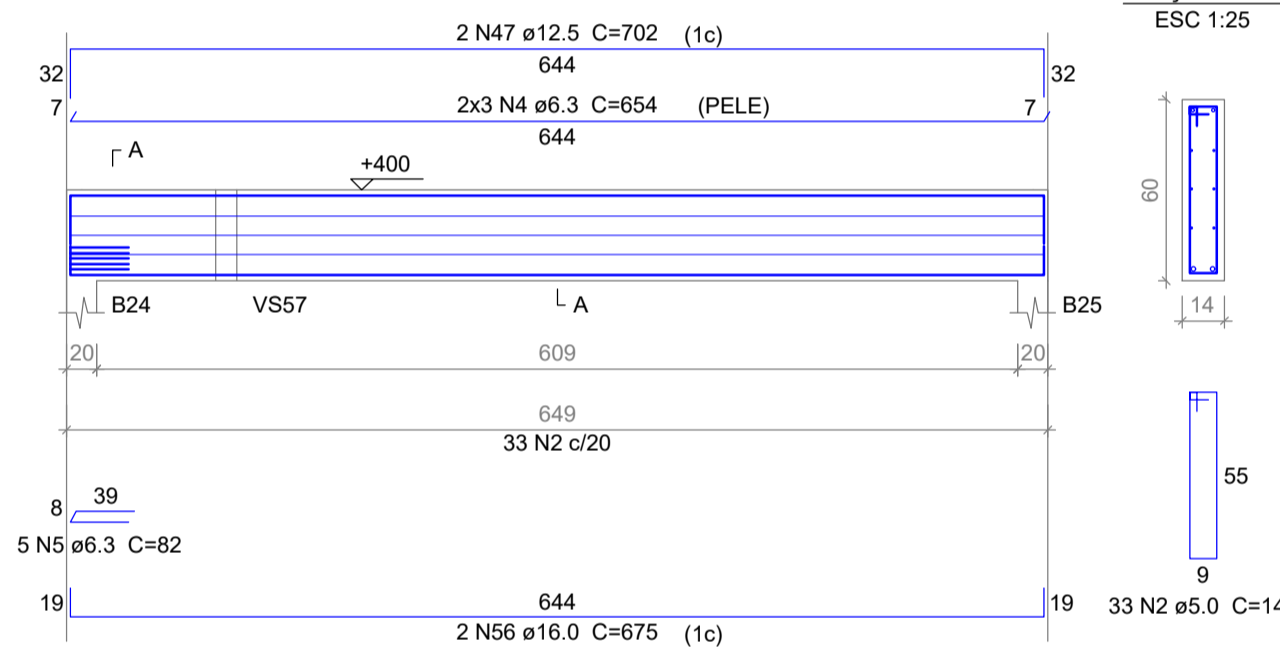 ESC 1:25
2 N47 ø12.5 C=702 (1c)
32
644
32
7
2x3 N4 ø6.3 C=654 (PELE)
7
644
A
+400
60
B24
VS57
A
B25
14
20
609
20
649
33 N2 c/20
8
39
5 N5 ø6.3 C=82
55
9
33 N2 ø5.0 C=14
19
644
19
2 N56 ø16.0 C=675 (1c)